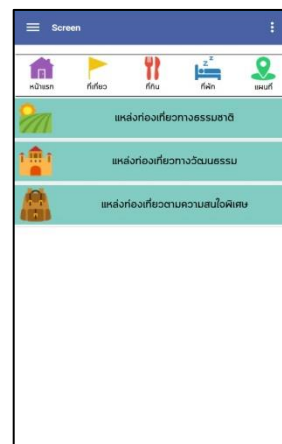 Screen
หน้าแรก ที่เที่ยว ที่กิน ที่พัก แผนที่
แหล่งท่องเที่ยวทางธรรมชาติ
แหล่งท่องเที่ยวทางวัฒนธรรม
แหล่งท่องเที่ยวตามความสนใจพิเศษ